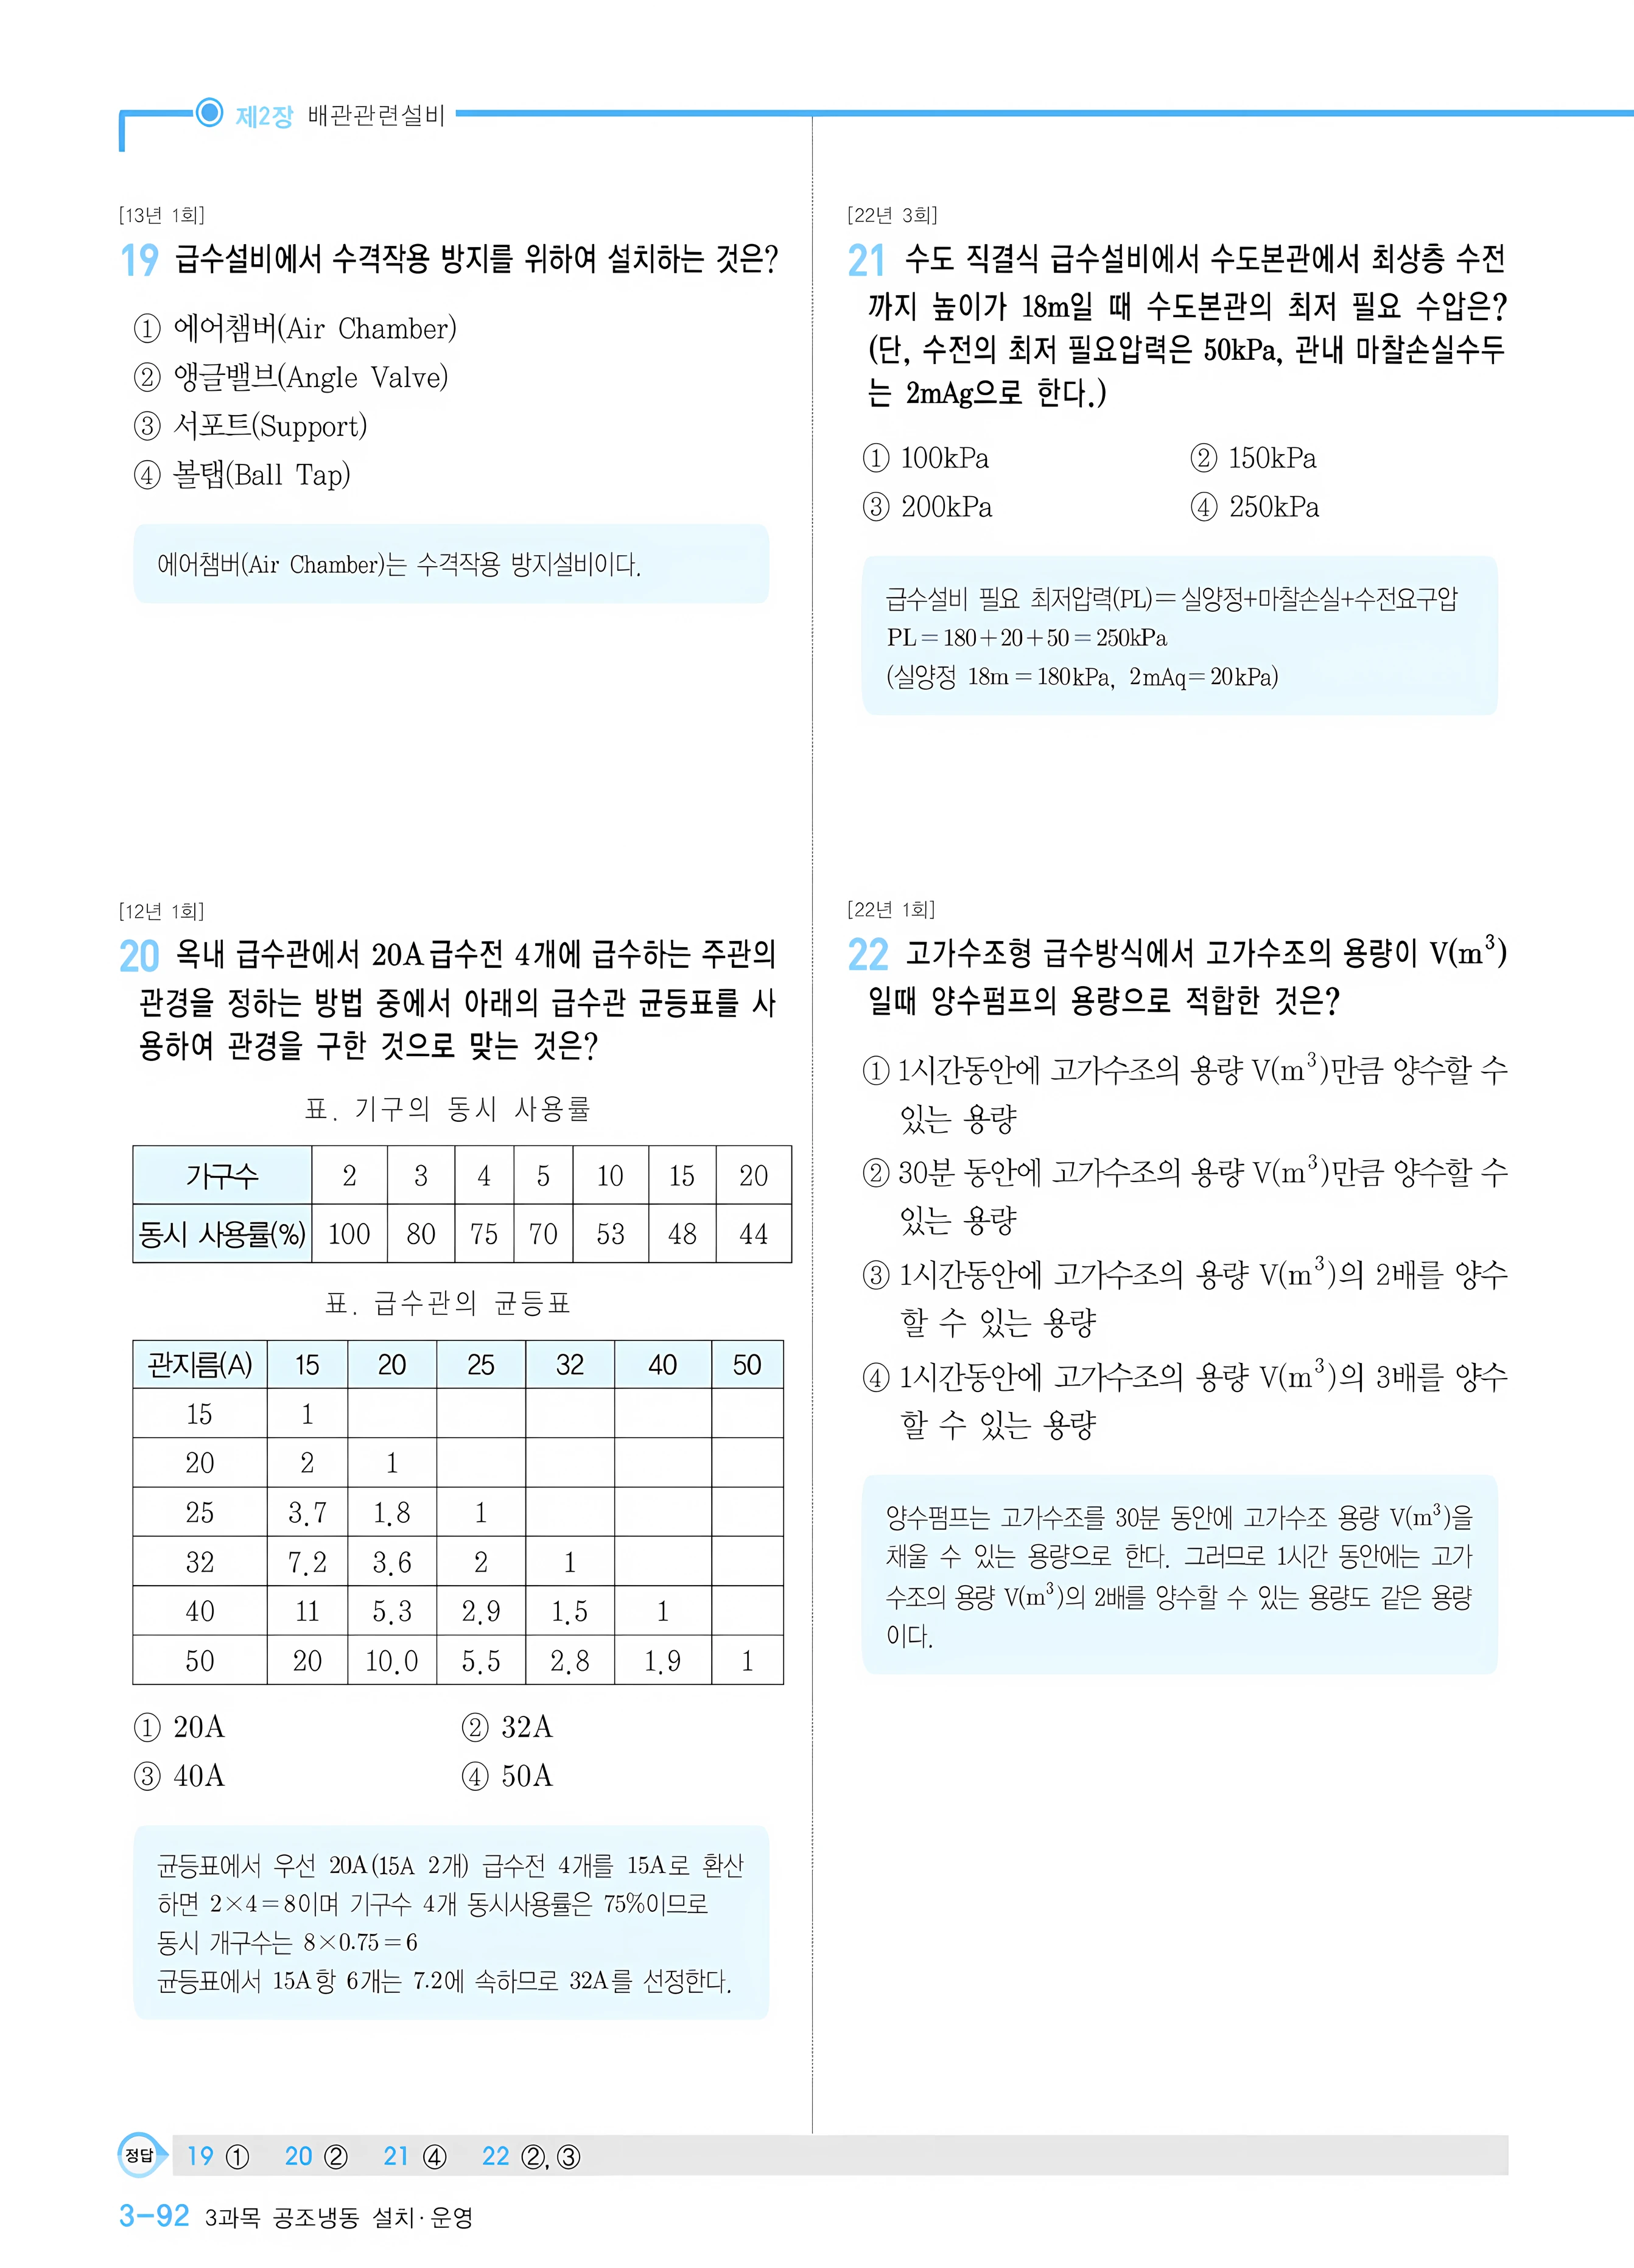 제2장 배관관련설비
[13년 1회]
19 급수설비에서 수격작용 방지를 위하여 설치하는 것은?
① 에어챔버(Air Chamber)
② 앵글밸브(Angle Valve)
③ 서포트(Support)
④ 볼탭(Ball Tap)
에어챔버(Air Chamber)는 수격작용 방지설비이다.
[12년 1회]
20 옥내 급수관에서 20A급수전 4개에 급수하는 주관의
관경을 정하는 방법 중에서 아래의 급수관 균등표를 사
용하여 관경을 구한 것으로 맞는 것은?
표. 기구의 동시 사용률
가구수 2 3 4 5 10 15 20
동시 사용률(%) 100 80 75 70 53 48 44
표. 급수관의 균등표
관지름(A) 15 20 25 32 40 50
15 1
20 2 1
25 3.7 1.8 1
32 7.2 3.6 2 1
40 11 5.3 2.9 1.5 1
50 20 10.0 5.5 2.8 1.9 1
① 20A ② 32A
③ 40A ④ 50A
균등표에서 우선 20A(15A 2개) 급수전 4개를 15A로 환산
하면 2×4=8이며 기구수 4개 동시사용률은 75%이므로
동시 개구수는 8×0.75=6
균등표에서 15A항 6개는 7.2에 속하므로 32A를 선정한다.
[22년 3회]
21 수도 직결식 급수설비에서 수도본관에서 최상층 수전
까지 높이가 18m일 때 수도본관의 최저 필요 수압은?
(단, 수전의 최저 필요압력은 50kPa, 관내 마찰손실수두
는 2mAg으로 한다.)
① 100kPa ② 150kPa
③ 200kPa ④ 250kPa
급수설비 필요 최저압력(PL)=실양정+마찰손실+수전요구압
PL=180+20+50=250kPa
(실양정 18m=180kPa, 2mAq=20kPa)
[22년 1회]
22 고가수조형 급수방식에서 고가수조의 용량이 V(m³)
일때 양수펌프의 용량으로 적합한 것은?
① 1시간동안에 고가수조의 용량 V(m³)만큼 양수할 수
있는 용량
② 30분 동안에 고가수조의 용량 V(m³)만큼 양수할 수
있는 용량
③ 1시간동안에 고가수조의 용량 V(m³)의 2배를 양수
할 수 있는 용량
④ 1시간동안에 고가수조의 용량 V(m³)의 3배를 양수
할 수 있는 용량
양수펌프는 고가수조를 30분 동안에 고가수조 용량 V(m³)을
채울 수 있는 용량으로 한다. 그러므로 1시간 동안에는 고가
수조의 용량 V(m³)의 2배를 양수할 수 있는 용량도 같은 용량
이다.
정답 19 ① 20 ② 21 ④ 22 ②, ③
3-92 3과목 공조냉동 설치·운영